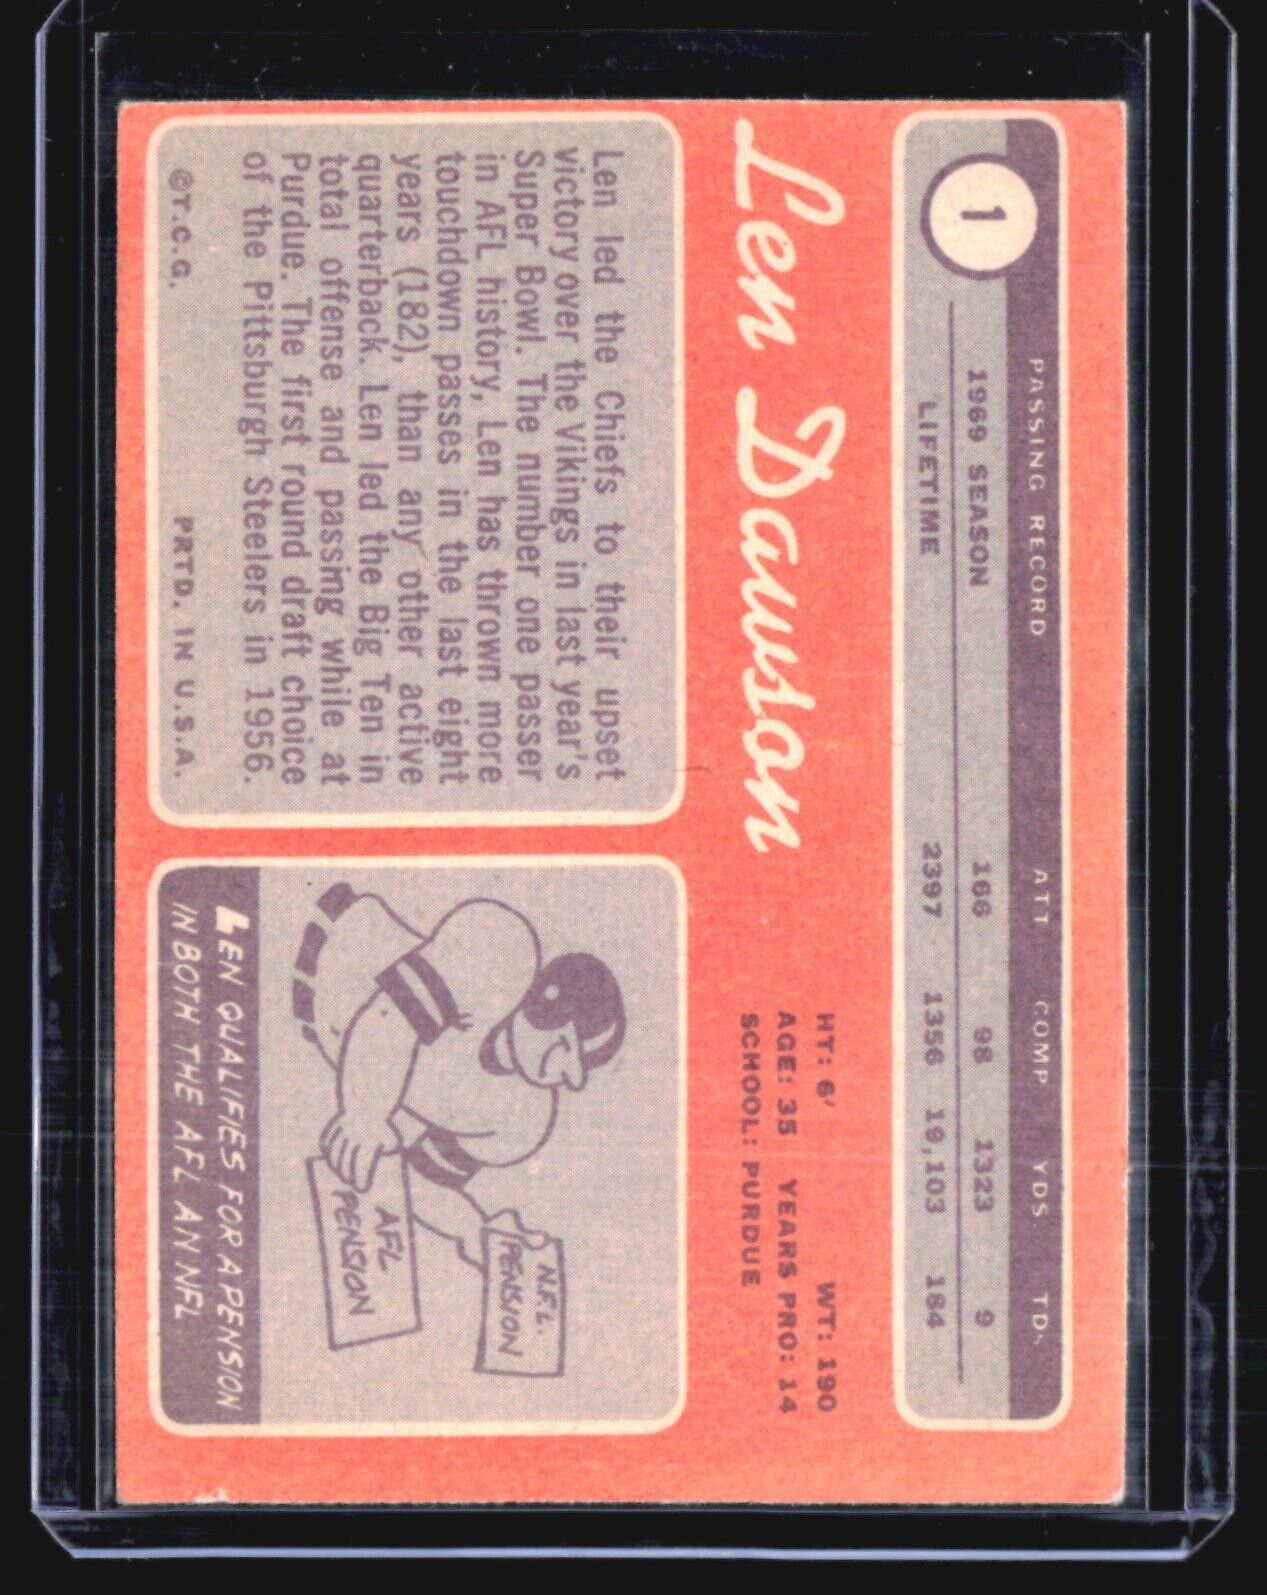 1
PASSING RECORD ATT COMP YDS. TDs
1969 SEASON 166 98 1323 9
LIFETIME 2397 1356 19,103 184
Len Dawson
HT: 6' WT: 190
AGE: 35 YEARS PRO: 14
SCHOOL: PURDUE
Len led the Chiefs to their upset
victory over the Vikings in last year's
Super Bowl. The number one passer
in AFL history, Len has thrown more
touchdown passes in the last eight
years (182), than any other active
quarterback. Len led the Big Ten in
total offense and passing while at
Purdue. The first round draft choice
of the Pittsburgh Steelers in 1956.
©T.C.G. PRTD. IN U.S.A.
N.F.L.
PENSION
AFL
PENSION
LEN QUALIFIES FOR A PENSION
IN BOTH THE AFL AN NFL